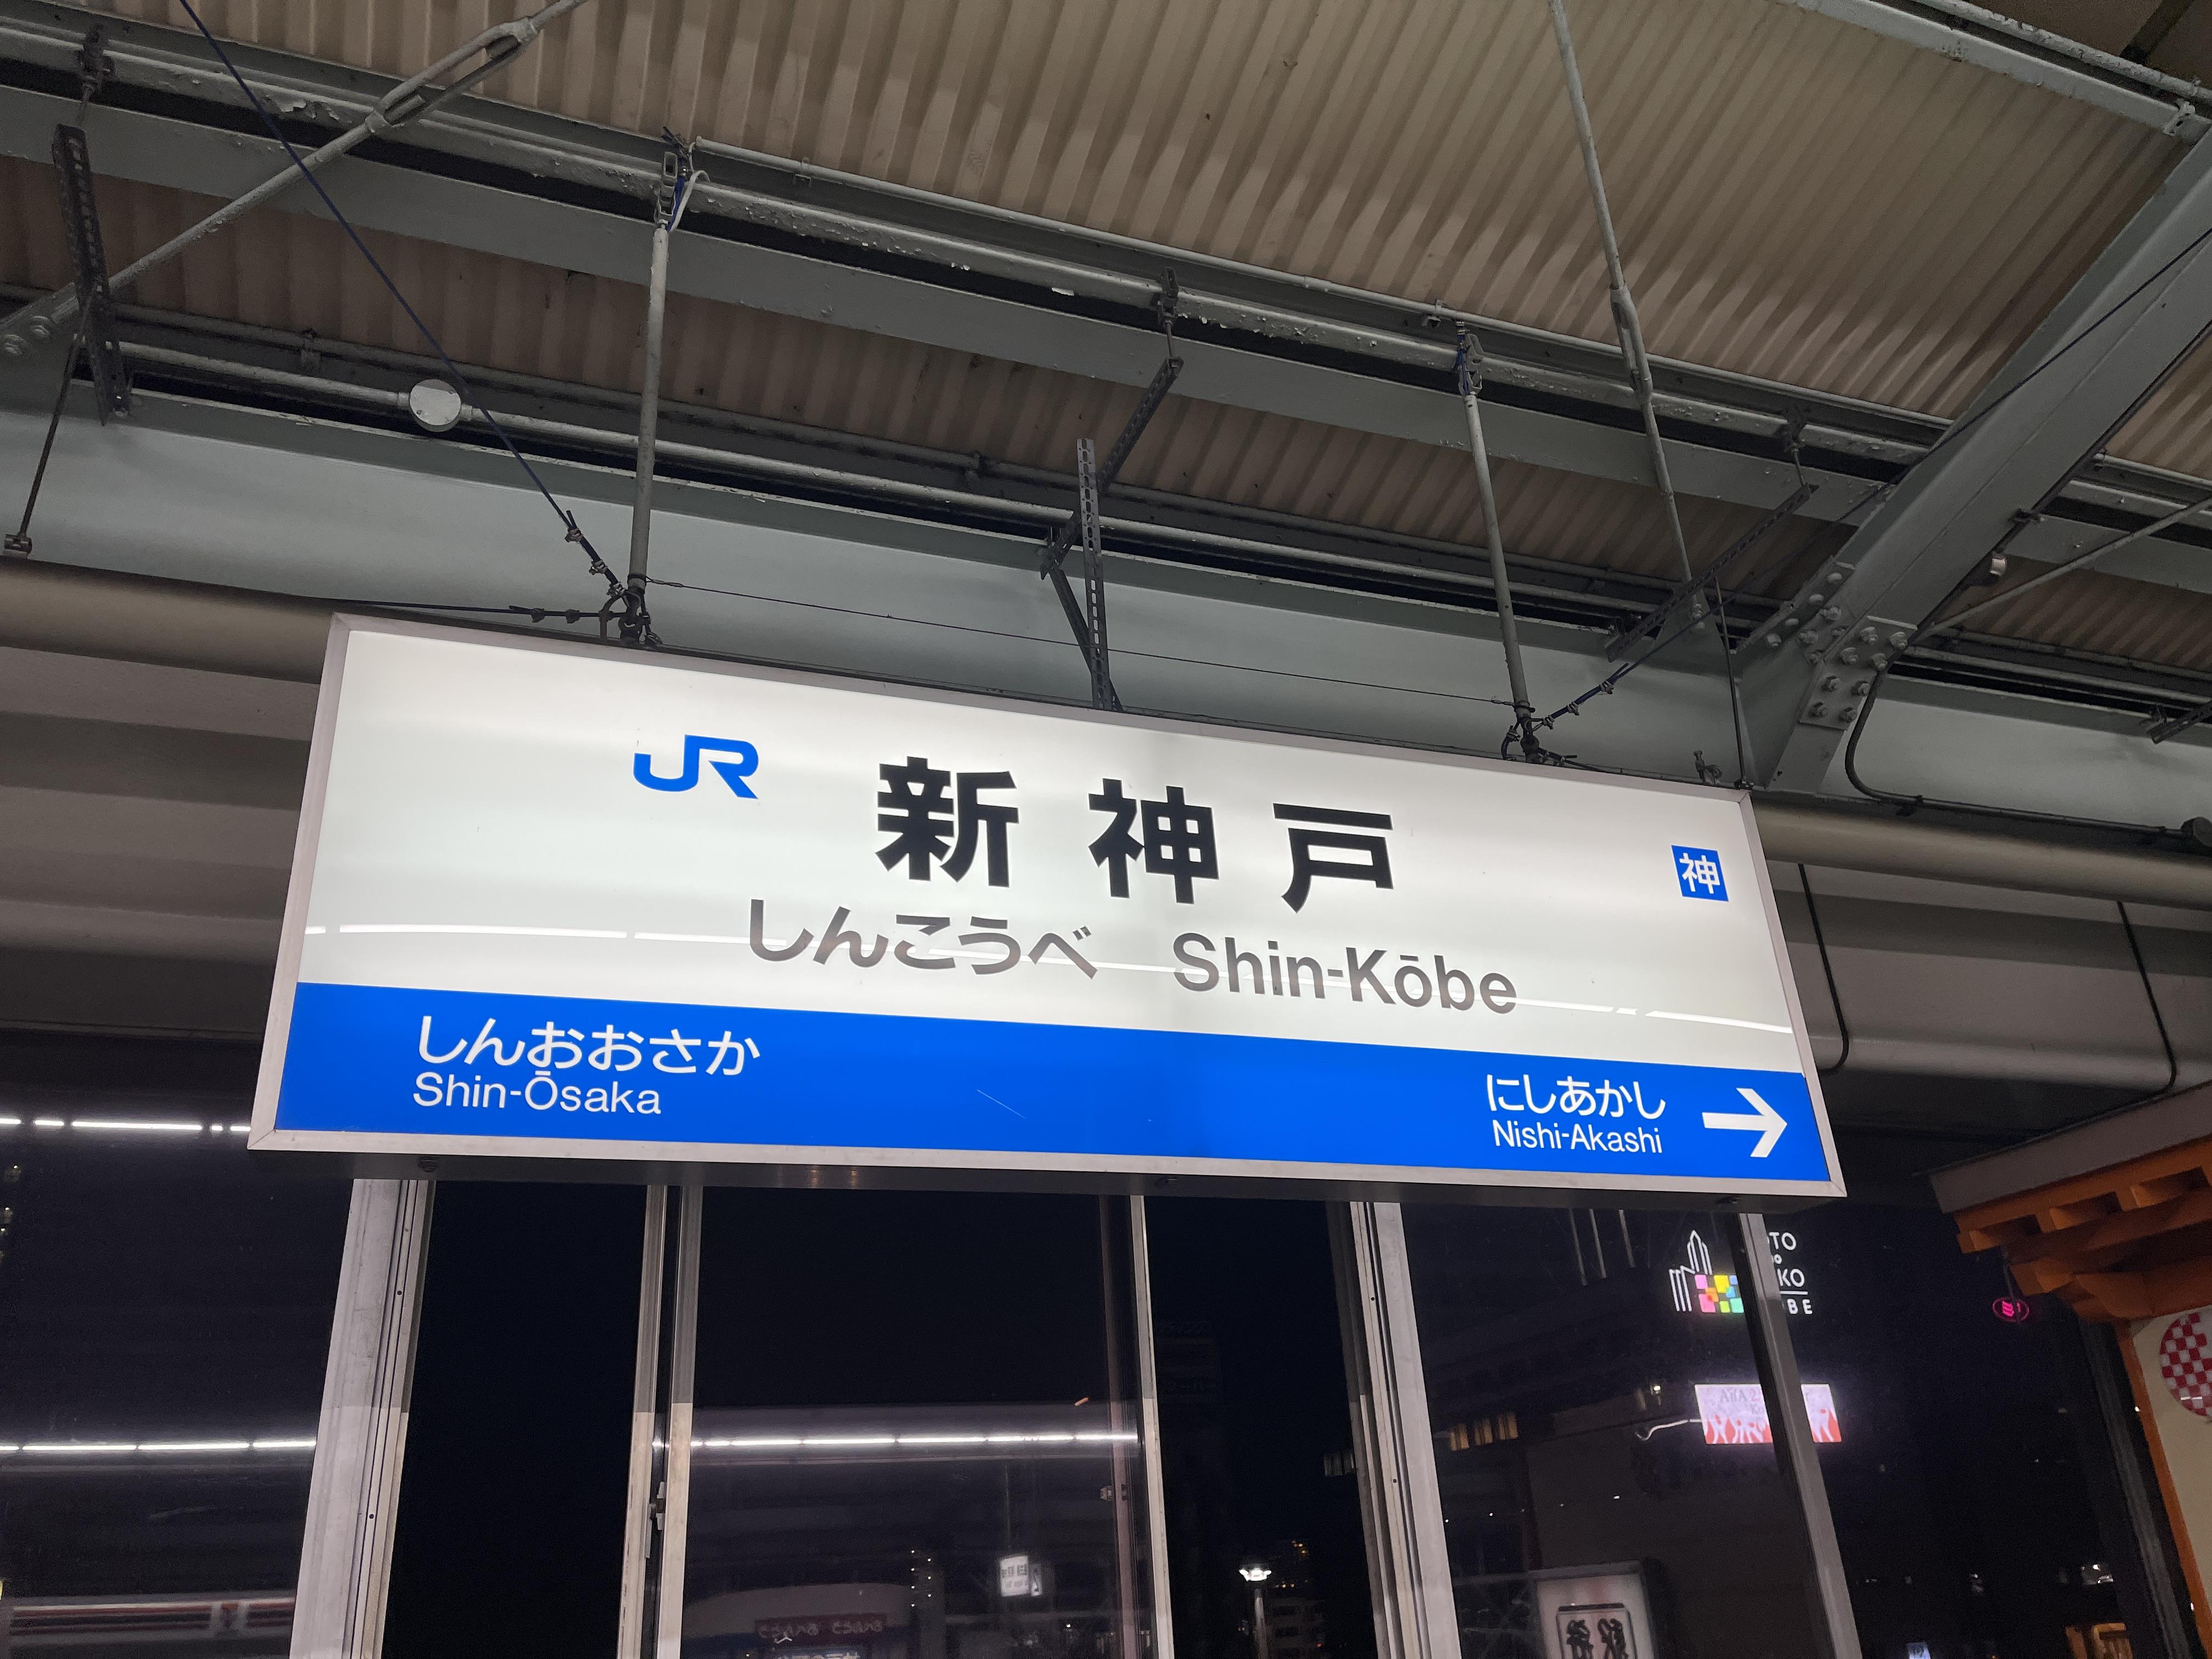 JR 新神戸 神
しんこうべ Shin-Kōbe
しんおおさか
Shin-Ōsaka
にしあかし →
Nishi-Akashi